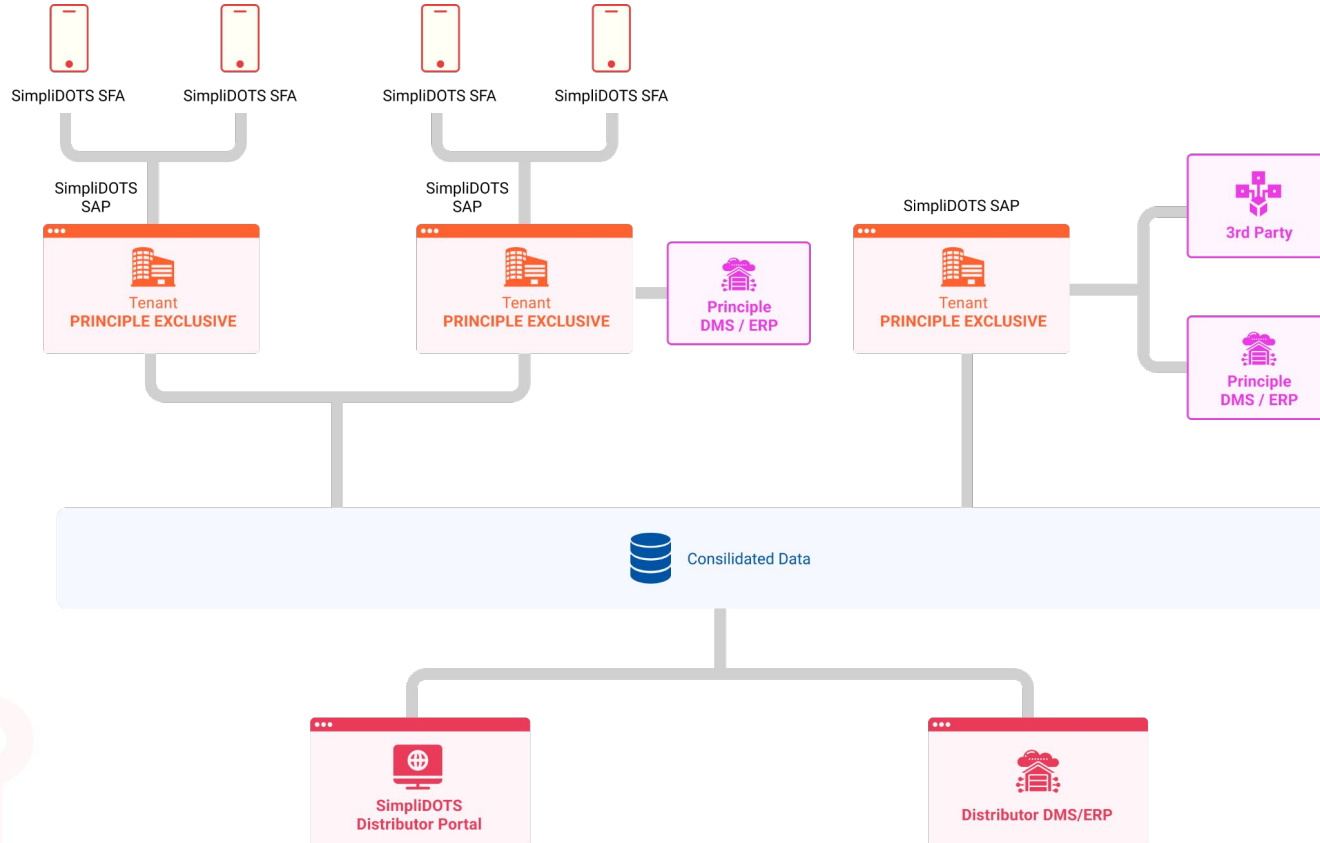 SimpliDOTS SFA
SimpliDOTS SFA
SimpliDOTS SFA
SimpliDOTS SFA
SimpliDOTS
SAP
SimpliDOTS
SAP
SimpliDOTS SAP
Tenant
PRINCIPLE EXCLUSIVE
Tenant
PRINCIPLE EXCLUSIVE
Principle
DMS / ERP
Tenant
PRINCIPLE EXCLUSIVE
3rd Party
Principle
DMS / ERP
Consilidated Data
SimpliDOTS
Distributor Portal
Distributor DMS/ERP